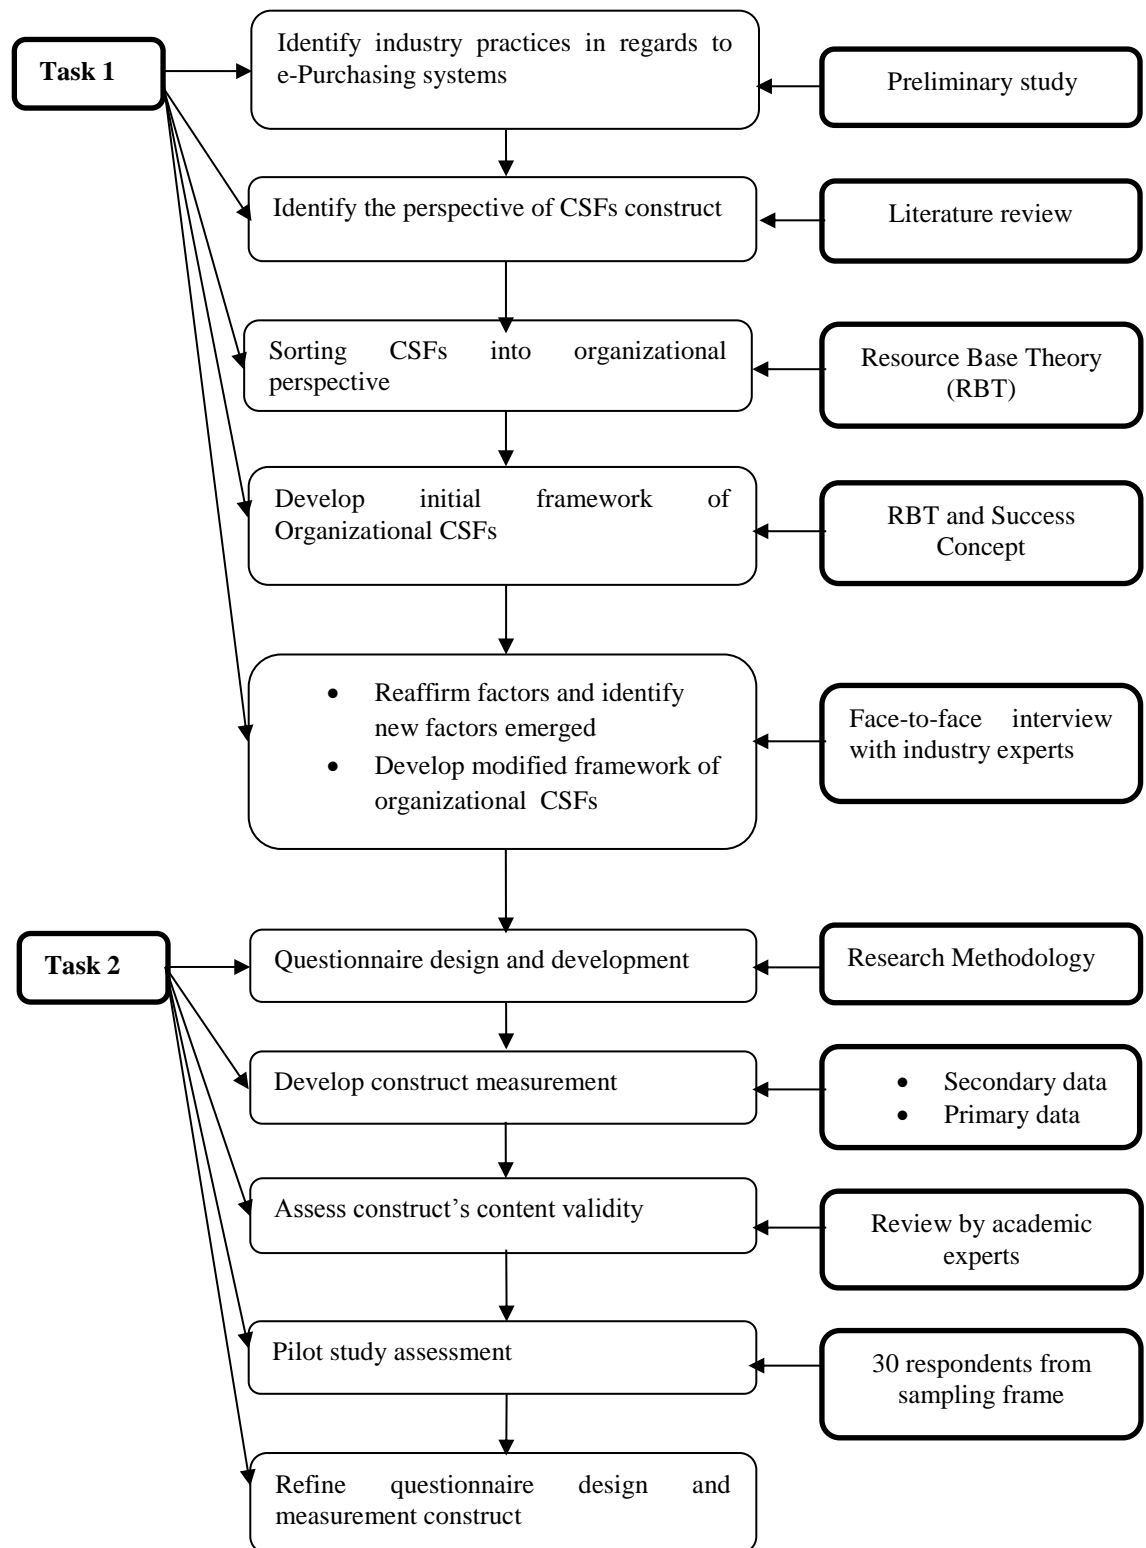 Task 1
Identify industry practices in regards to
e-Purchasing systems
Preliminary study
Identify the perspective of CSFs construct
Literature review
Sorting CSFs into organizational
perspective
Resource Base Theory
(RBT)
Develop initial framework of
Organizational CSFs
RBT and Success
Concept
• Reaffirm factors and identify
new factors emerged
• Develop modified framework of
organizational CSFs
Face-to-face interview
with industry experts
Task 2
Questionnaire design and development
Research Methodology
Develop construct measurement
• Secondary data
• Primary data
Assess construct’s content validity
Review by academic
experts
Pilot study assessment
30 respondents from
sampling frame
Refine questionnaire design and
measurement construct